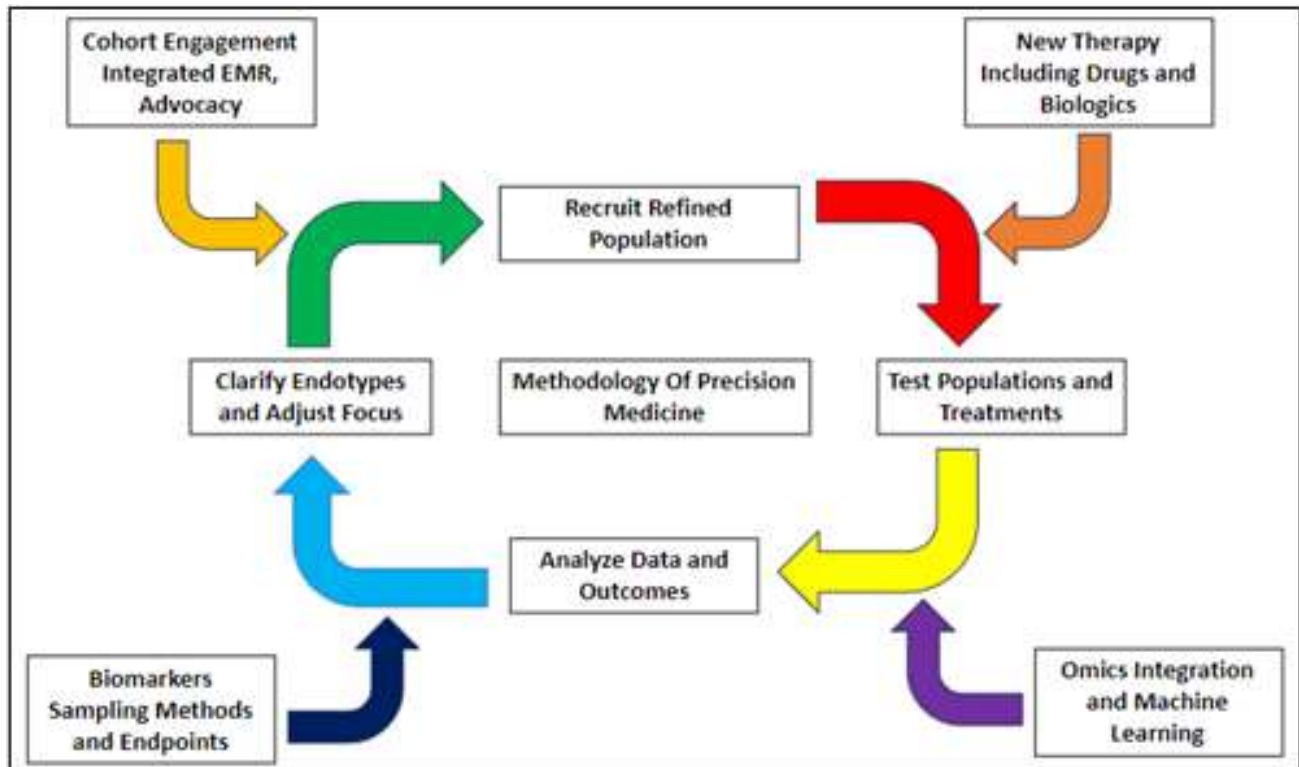 Cohort Engagement
Integrated EMR,
Advocacy
New Therapy
Including Drugs and
Biologics
Recruit Refined
Population
Clarify Endotypes
and Adjust Focus
Methodology Of Precision
Medicine
Test Populations and
Treatments
Analyze Data and
Outcomes
Biomarkers
Sampling Methods
and Endpoints
Omics Integration
and Machine
Learning